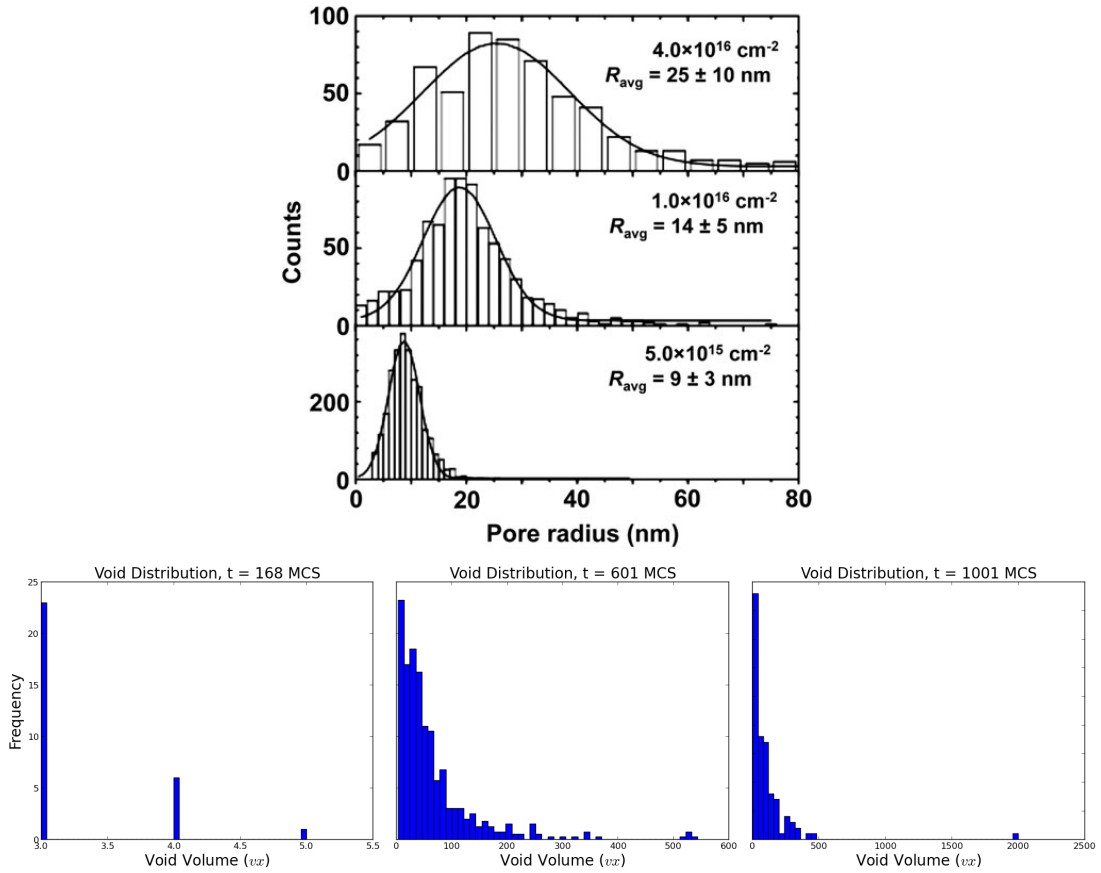 100
50
0
4.0×10¹⁶ cm⁻²
Ravg = 25 ± 10 nm
50
0
1.0×10¹⁶ cm⁻²
Ravg = 14 ± 5 nm
Counts
200
0
5.0×10¹⁵ cm⁻²
Ravg = 9 ± 3 nm
0 20 40 60 80
Pore radius (nm)
Void Distribution, t = 168 MCS
25
20
15
10
5
0
Frequency
3.0 3.5 4.0 4.5 5.0 5.5
Void Volume (vx)
Void Distribution, t = 601 MCS
0 100 200 300 400 500 600
Void Volume (vx)
Void Distribution, t = 1001 MCS
0 500 1000 1500 2000 2500
Void Volume (vx)